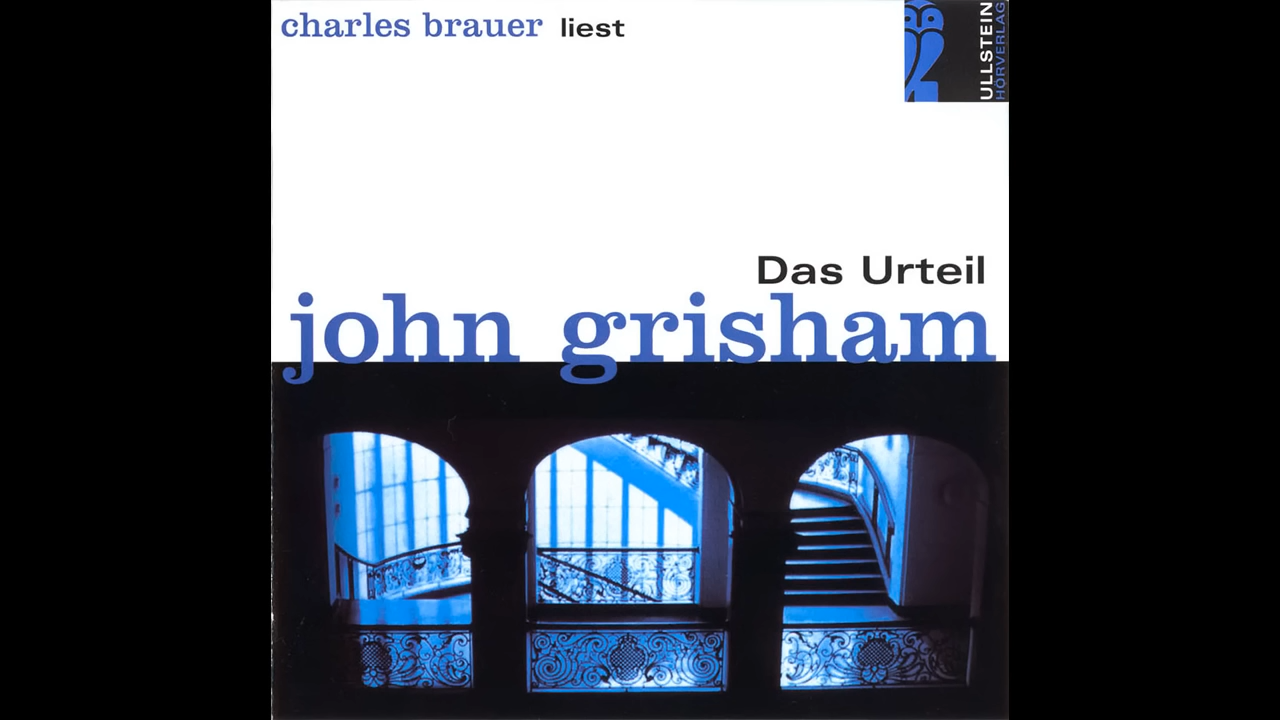 charles brauer liest
ULLSTEIN
HÖRVERLAG
Das Urteil
john grisham